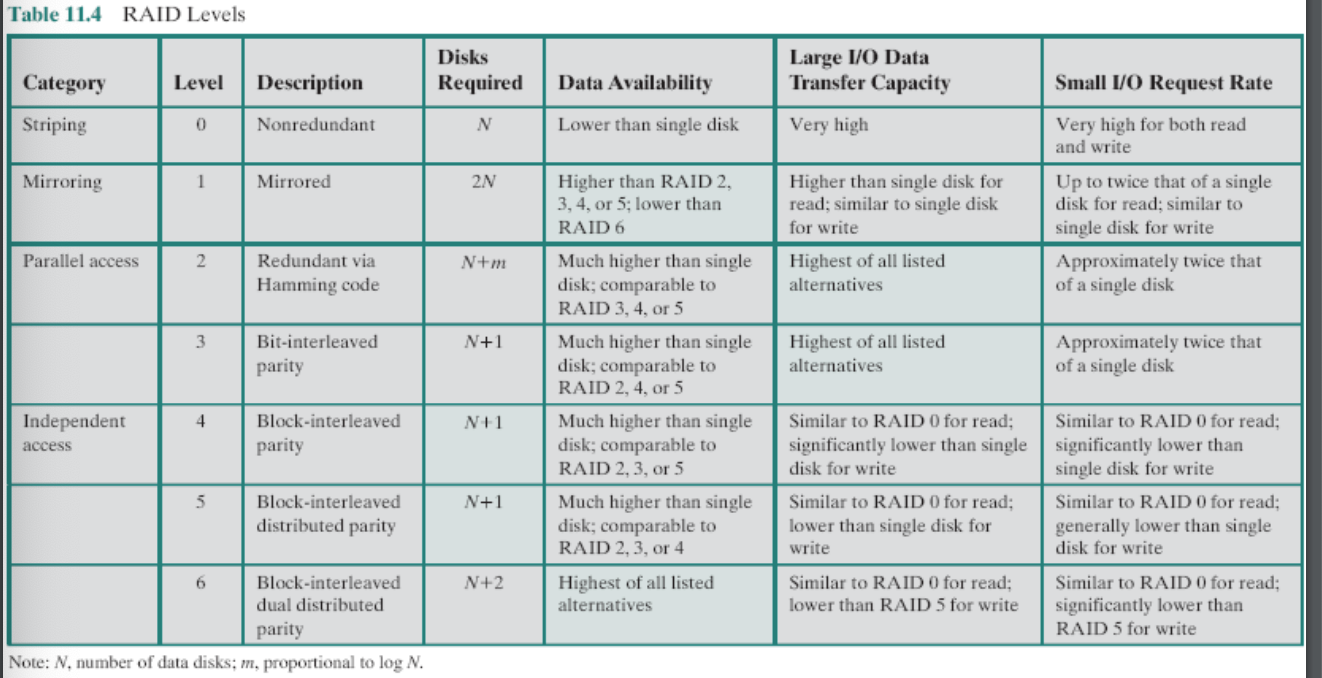 Table 11.4 RAID Levels
Category Level Description Disks Required Data Availability Large I/O Data Transfer Capacity Small I/O Request Rate
Striping 0 Nonredundant N Lower than single disk Very high Very high for both read and write
Mirroring 1 Mirrored 2N Higher than RAID 2, 3, 4, or 5; lower than RAID 6 Higher than single disk for read; similar to single disk for write Up to twice that of a single disk for read; similar to single disk for write
Parallel access 2 Redundant via Hamming code N+m Much higher than single disk; comparable to RAID 3, 4, or 5 Highest of all listed alternatives Approximately twice that of a single disk
3 Bit-interleaved parity N+1 Much higher than single disk; comparable to RAID 2, 4, or 5 Highest of all listed alternatives Approximately twice that of a single disk
Independent access 4 Block-interleaved parity N+1 Much higher than single disk; comparable to RAID 2, 3, or 5 Similar to RAID 0 for read; significantly lower than single disk for write Similar to RAID 0 for read; significantly lower than single disk for write
5 Block-interleaved distributed parity N+1 Much higher than single disk; comparable to RAID 2, 3, or 4 Similar to RAID 0 for read; lower than single disk for write Similar to RAID 0 for read; generally lower than single disk for write
6 Block-interleaved dual distributed parity N+2 Highest of all listed alternatives Similar to RAID 0 for read; lower than RAID 5 for write Similar to RAID 0 for read; significantly lower than RAID 5 for write
Note: N, number of data disks; m, proportional to log N.